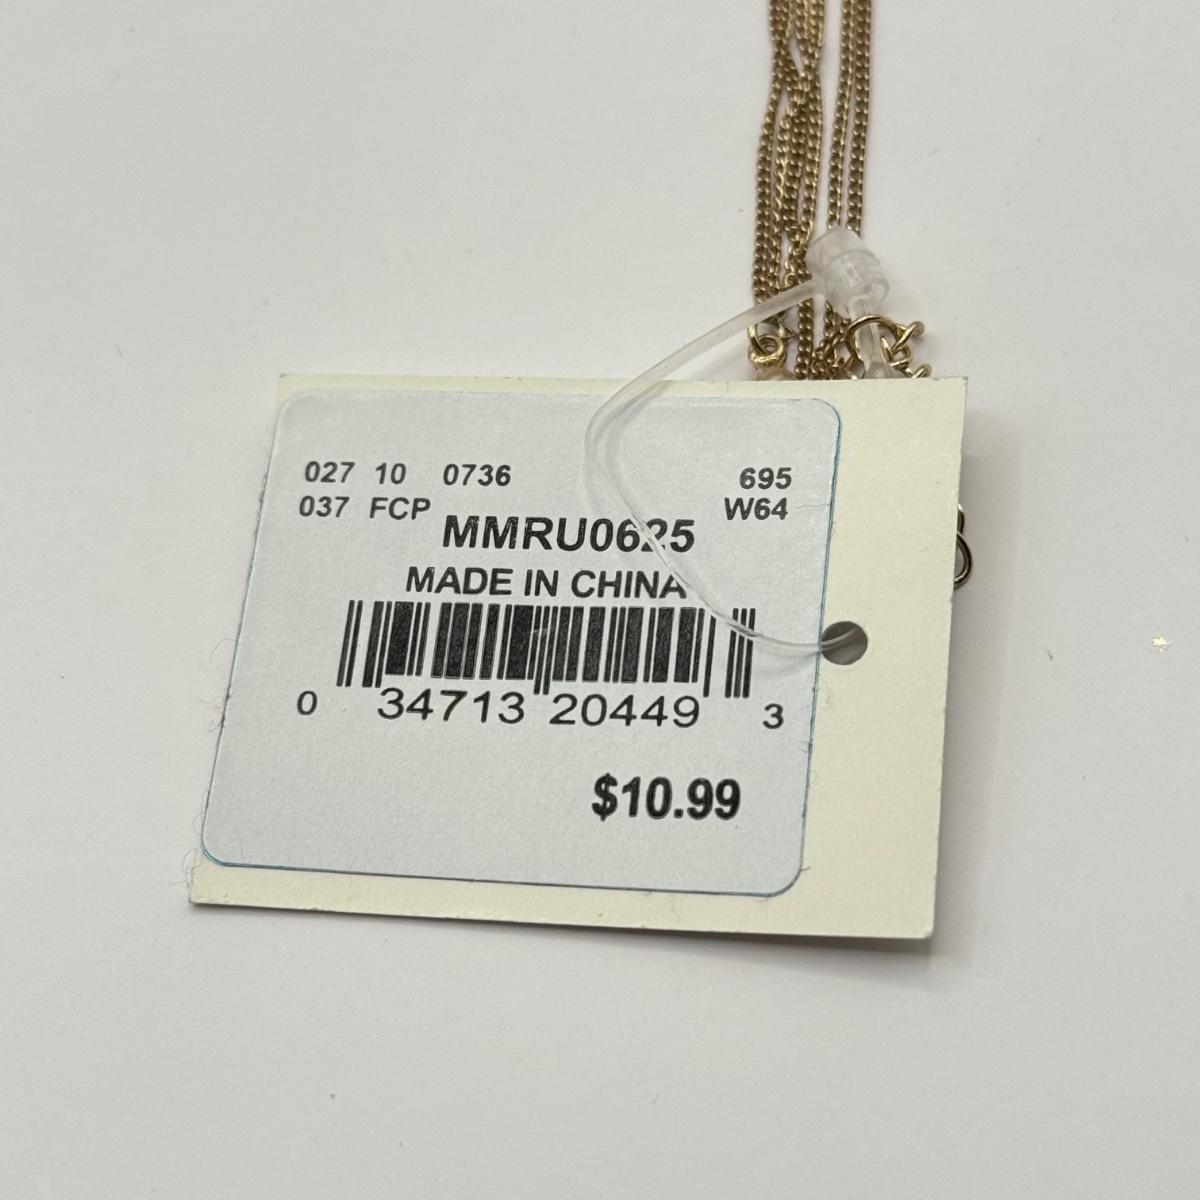 027 10 0736 695
037 FCP W64
MMRU0625
MADE IN CHINA
0 34713 20449 3
$10.99